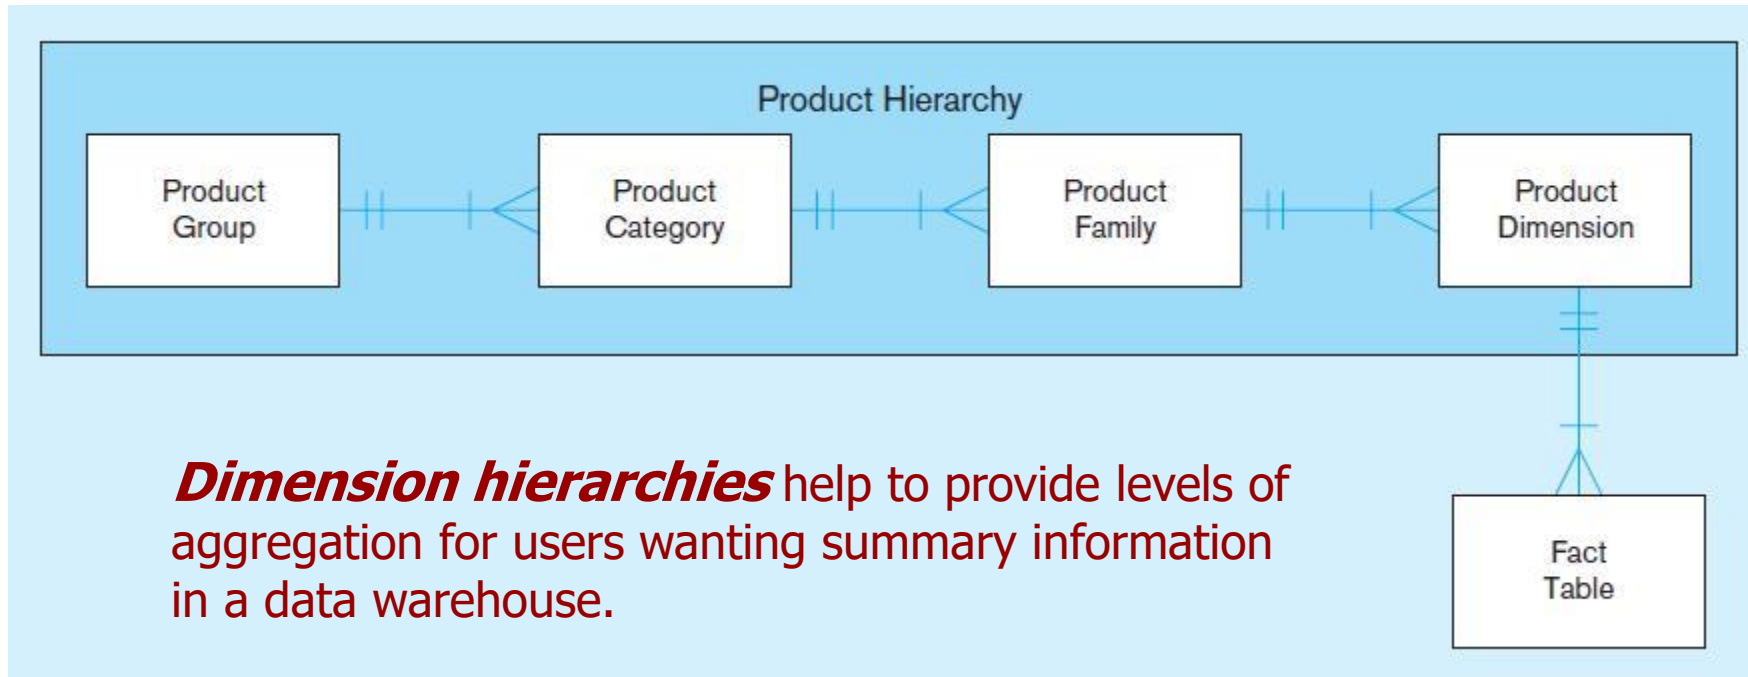 Product Hierarchy
Product
Group
Product
Category
Product
Family
Product
Dimension
Dimension hierarchies help to provide levels of
aggregation for users wanting summary information
in a data warehouse.
Fact
Table